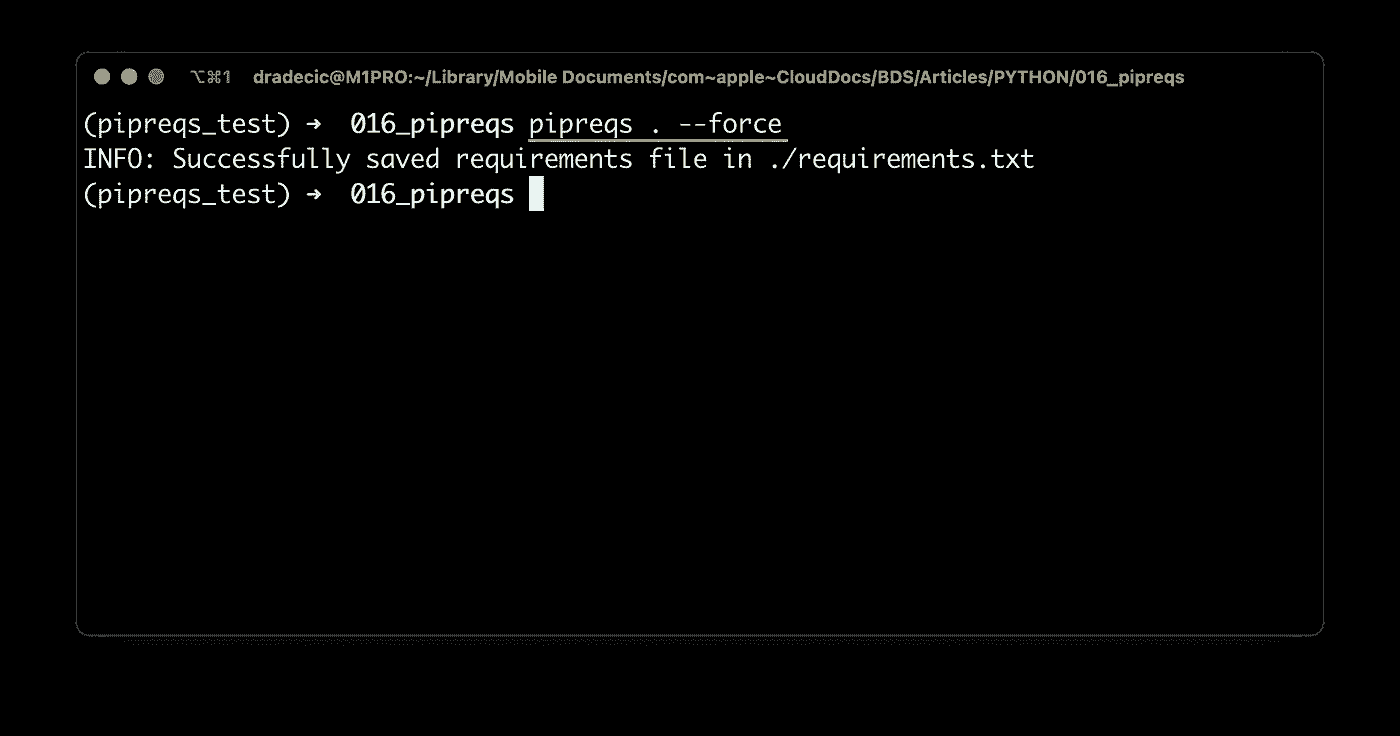 ⌥⌘1 dradecic@M1PRO:~/Library/Mobile Documents/com~apple~CloudDocs/BDS/Articles/PYTHON/016_pipreqs
(pipreqs_test) → 016_pipreqs pipreqs . --force
INFO: Successfully saved requirements file in ./requirements.txt
(pipreqs_test) → 016_pipreqs